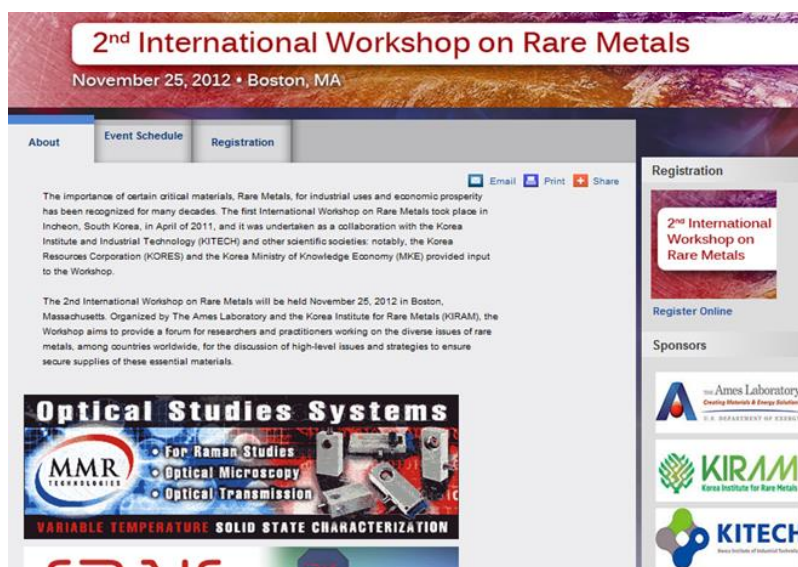 2nd International Workshop on Rare Metals
November 25, 2012 • Boston, MA
About
Event Schedule
Registration
Email
Print
Share
The importance of certain critical materials, Rare Metals, for industrial uses and economic prosperity
has been recognized for many decades. The first International Workshop on Rare Metals took place in
Incheon, South Korea, in April of 2011, and it was undertaken as a collaboration with the Korea
Institute and Industrial Technology (KITECH) and other scientific societies: notably, the Korea
Resources Corporation (KORES) and the Korea Ministry of Knowledge Economy (MKE) provided input
to the Workshop.
The 2nd International Workshop on Rare Metals will be held November 25, 2012 in Boston,
Massachusetts. Organized by The Ames Laboratory and the Korea Institute for Rare Metals (KIRAM), the
Workshop aims to provide a forum for researchers and practitioners working on the diverse issues of rare
metals, among countries worldwide, for the discussion of high-level issues and strategies to ensure
secure supplies of these essential materials.
Optical Studies Systems
MMR
TECHNOLOGIES
• For Raman Studies
• Optical Microscopy
• Optical Transmission
VARIABLE TEMPERATURE SOLID STATE CHARACTERIZATION
Registration
2nd International
Workshop on
Rare Metals
Register Online
Sponsors
THE Ames Laboratory
Creating Materials & Energy Solution
U.S. DEPARTMENT OF ENERGY
KIRAM
Korea Institute for Rare Metals
KITECH
Korea Institute of Industrial Technology